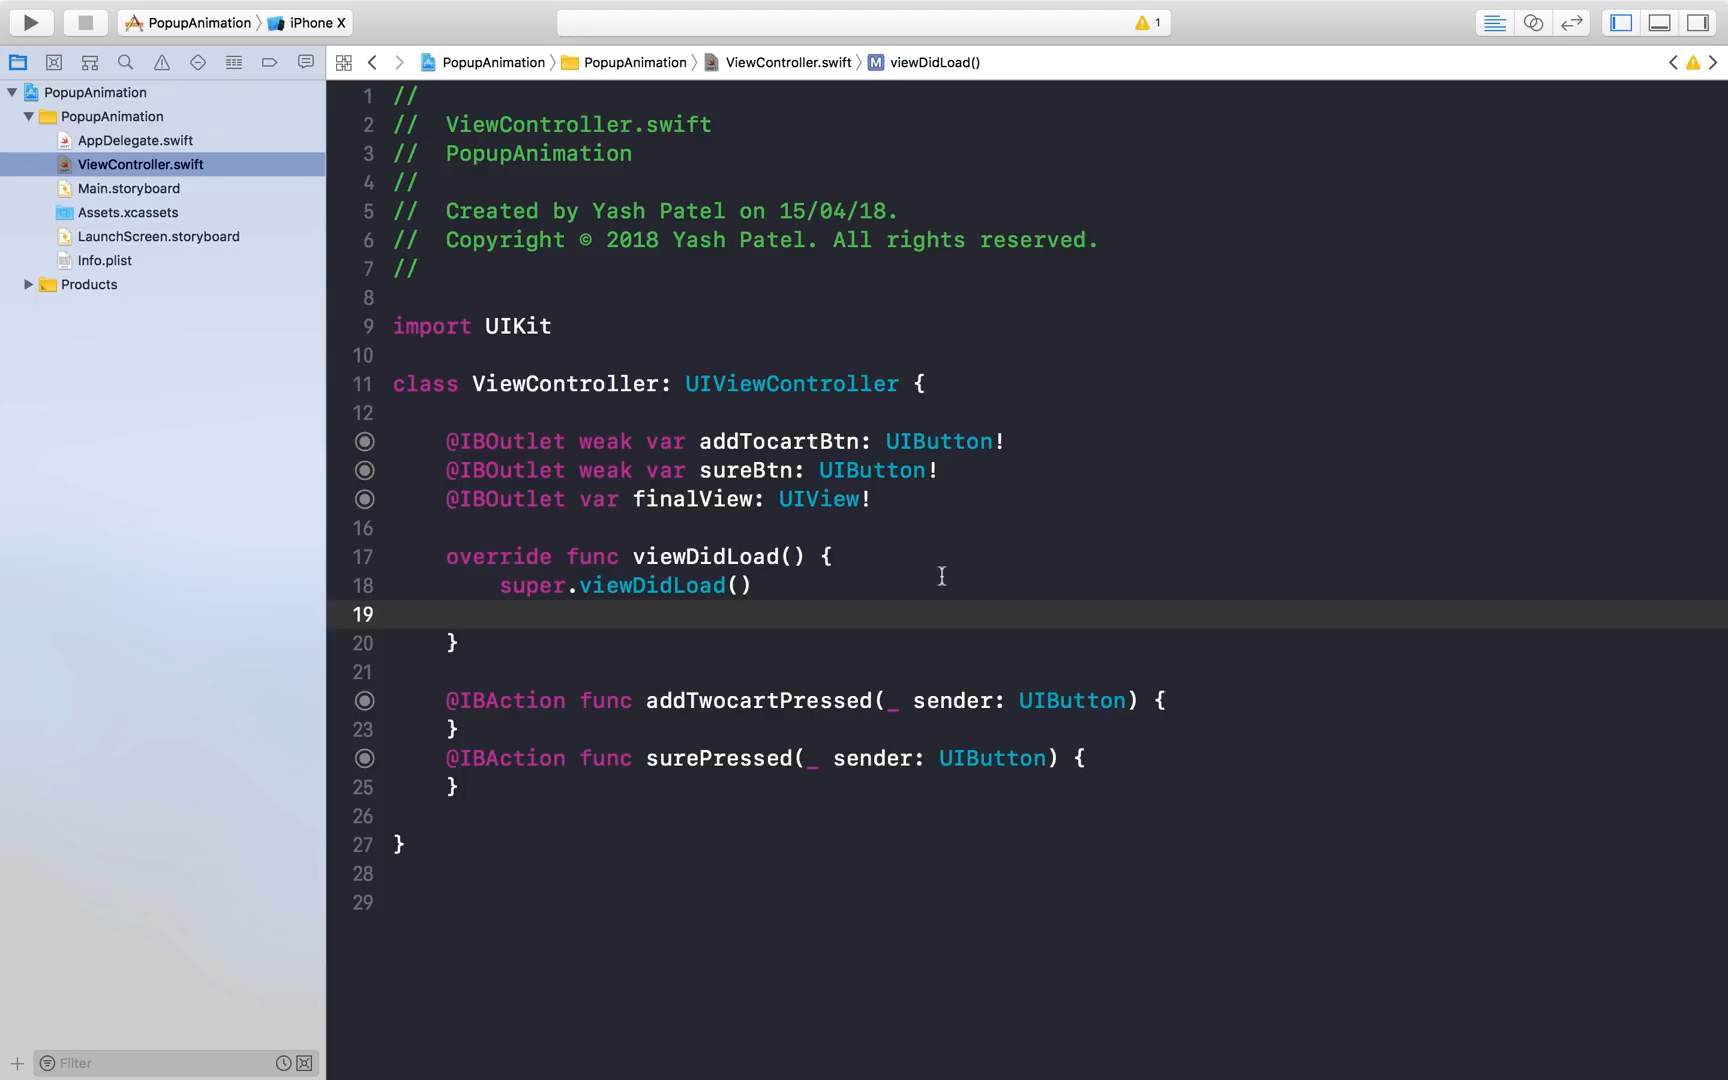 PopupAnimation iPhone X
1
PopupAnimation PopupAnimation ViewController.swift M viewDidLoad()
PopupAnimation
PopupAnimation
AppDelegate.swift
ViewController.swift
Main.storyboard
Assets.xcassets
LaunchScreen.storyboard
Info.plist
Products
Filter
1 //
2 // ViewController.swift
3 // PopupAnimation
4 //
5 // Created by Yash Patel on 15/04/18.
6 // Copyright © 2018 Yash Patel. All rights reserved.
7 //
8
9 import UIKit
10
11 class ViewController: UIViewController {
12
@IBOutlet weak var addTocartBtn: UIButton!
@IBOutlet weak var sureBtn: UIButton!
@IBOutlet var finalView: UIView!
16
17 override func viewDidLoad() {
18 super.viewDidLoad()
19
20 }
21
@IBAction func addTwocartPressed(_ sender: UIButton) {
23 }
@IBAction func surePressed(_ sender: UIButton) {
25 }
26
27 }
28
29